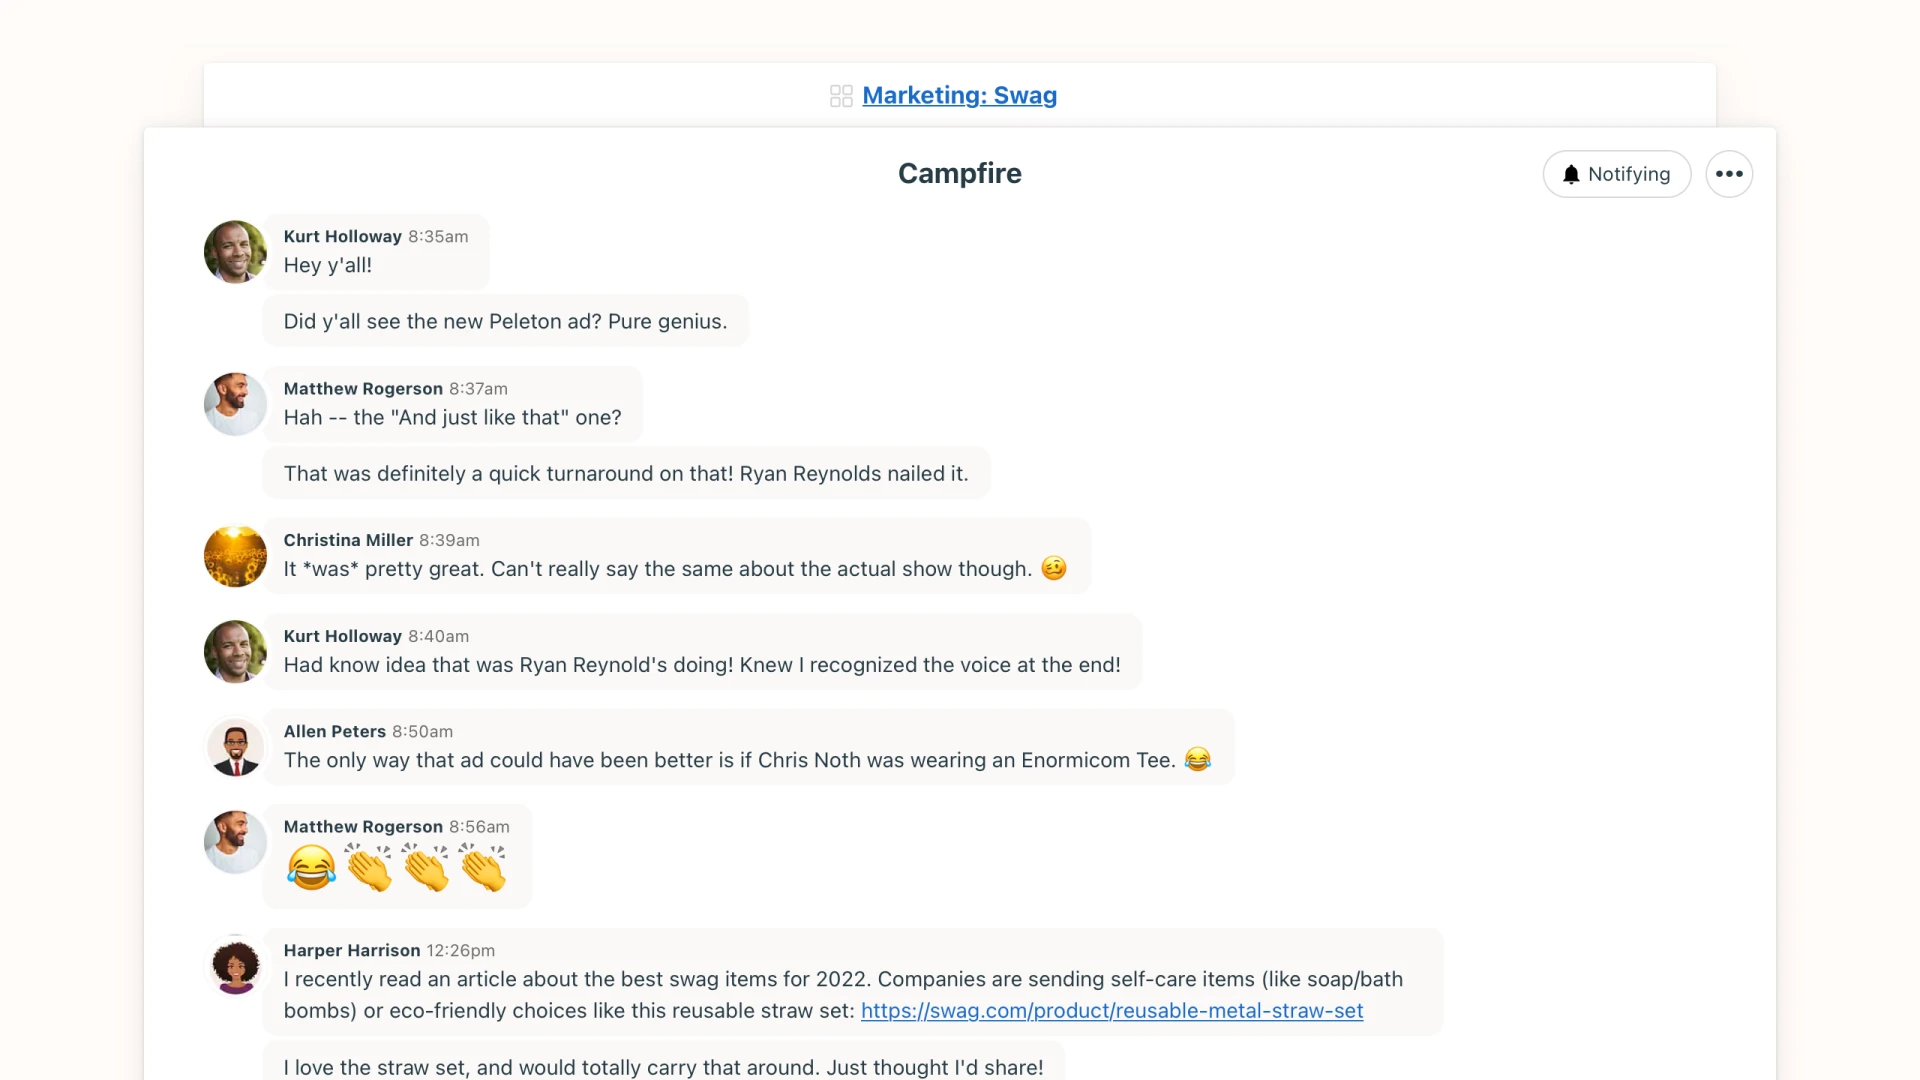 Marketing: Swag
Campfire
Notifying
Kurt Holloway 8:35am
Hey y'all!
Did y'all see the new Peleton ad? Pure genius.
Matthew Rogerson 8:37am
Hah -- the "And just like that" one?
That was definitely a quick turnaround on that! Ryan Reynolds nailed it.
Christina Miller 8:39am
It *was* pretty great. Can't really say the same about the actual show though. 🥴
Kurt Holloway 8:40am
Had know idea that was Ryan Reynold's doing! Knew I recognized the voice at the end!
Allen Peters 8:50am
The only way that ad could have been better is if Chris Noth was wearing an Enormicom Tee. 😂
Matthew Rogerson 8:56am
😂👏👏👏
Harper Harrison 12:26pm
I recently read an article about the best swag items for 2022. Companies are sending self-care items (like soap/bath
bombs) or eco-friendly choices like this reusable straw set: https://swag.com/product/reusable-metal-straw-set
I love the straw set, and would totally carry that around. Just thought I'd share!